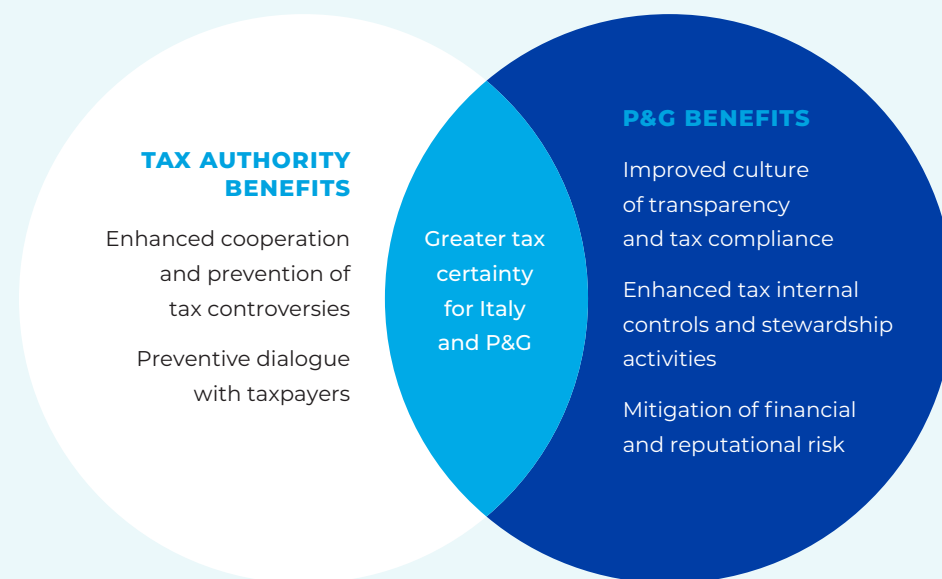 TAX AUTHORITY
BENEFITS
Enhanced cooperation
and prevention of
tax controversies
Preventive dialogue
with taxpayers
Greater tax
certainty
for Italy
and P&G
P&G BENEFITS
Improved culture
of transparency
and tax compliance
Enhanced tax internal
controls and stewardship
activities
Mitigation of financial
and reputational risk